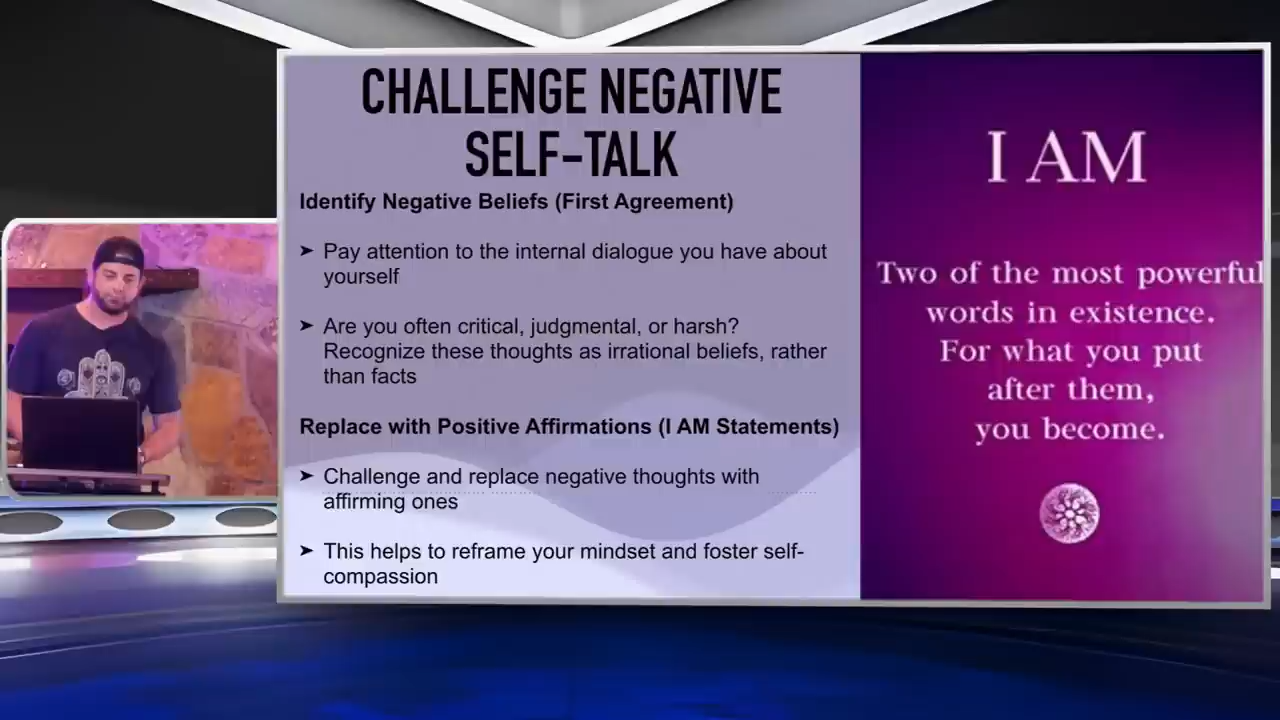 CHALLENGE NEGATIVE
SELF-TALK
Identify Negative Beliefs (First Agreement)
➤ Pay attention to the internal dialogue you have about
yourself
➤ Are you often critical, judgmental, or harsh?
Recognize these thoughts as irrational beliefs, rather
than facts
Replace with Positive Affirmations (I AM Statements)
➤ Challenge and replace negative thoughts with
affirming ones
➤ This helps to reframe your mindset and foster self-
compassion
I AM
Two of the most powerful
words in existence.
For what you put
after them,
you become.